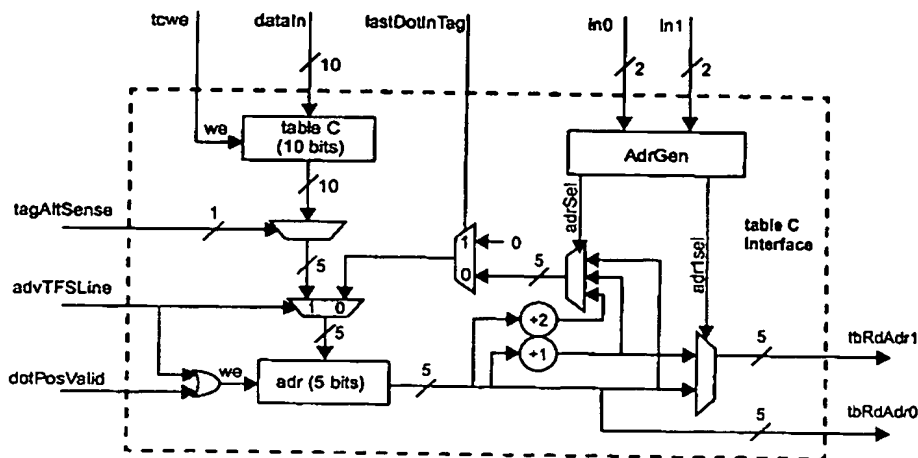 tcwe
dataIn
lastDotInTag
In0
In1
10
2
2
we
table C
(10 bits)
AdrGen
10
tagAltSense
1
adrSel
adr1sel
table C
Interface
1
0
0
5
5
advTFSLine
1 0
+2
5
+1
5
tbRdAdr1
dotPosValid
we
adr (5 bits)
5
5
tbRdAdr0